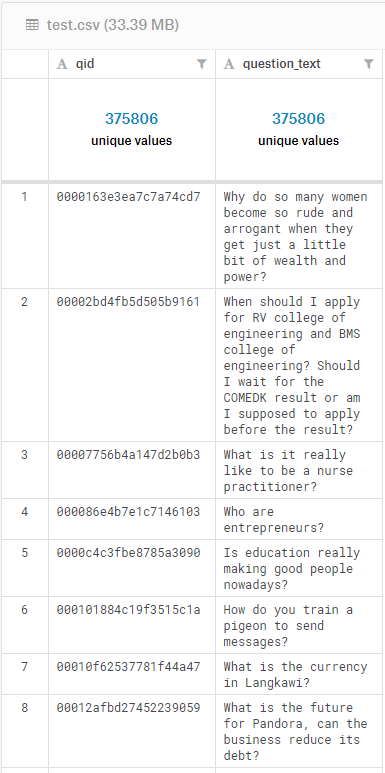 test.csv (33.39 MB)
A qid
A question_text
375806
unique values
375806
unique values
1
0000163e3ea7c7a74cd7
Why do so many women
become so rude and
arrogant when they
get just a little
bit of wealth and
power?
2
00002bd4fb5d505b9161
When should I apply
for RV college of
engineering and BMS
college of
engineering? Should
I wait for the
COMEDK result or am
I supposed to apply
before the result?
3
00007756b4a147d2b0b3
What is it really
like to be a nurse
practitioner?
4
000086e4b7e1c7146103
Who are
entrepreneurs?
5
0000c4c3fbe8785a3090
Is education really
making good people
nowadays?
6
000101884c19f3515c1a
How do you train a
pigeon to send
messages?
7
00010f62537781f44a47
What is the currency
in Langkawi?
8
00012afbd27452239059
What is the future
for Pandora, can the
business reduce its
debt?